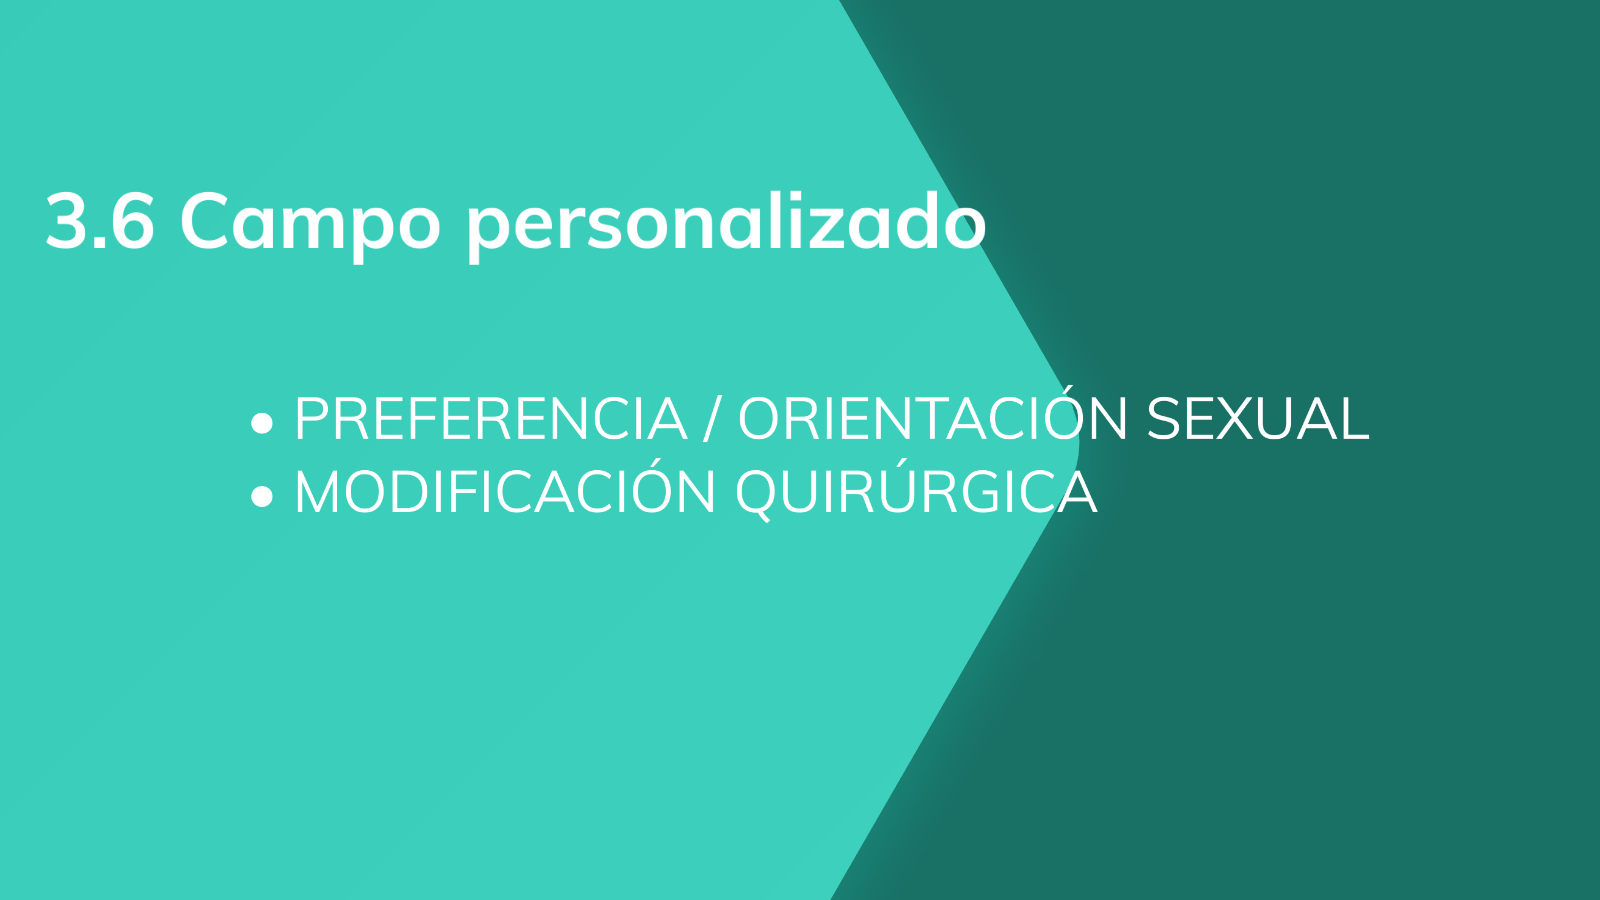 3.6 Campo personalizado
• PREFERENCIA / ORIENTACIÓN SEXUAL
• MODIFICACIÓN QUIRÚRGICA